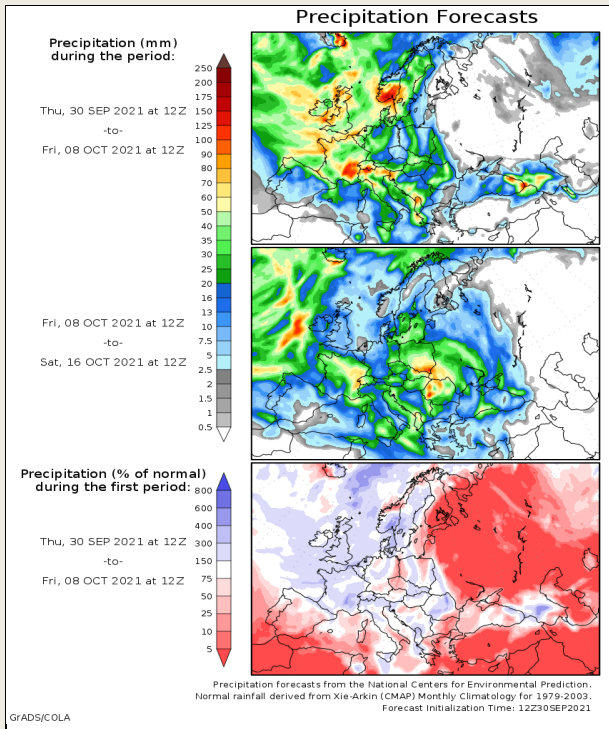 Precipitation Forecasts
Precipitation (mm)
during the period:
Thu, 30 SEP 2021 at 12Z
-to-
Fri, 08 OCT 2021 at 12Z
250
200
175
150
125
100
90
80
70
60
50
40
35
30
25
20
16
13
10
7.5
5
2.5
2
1.5
1
0.5
Fri, 08 OCT 2021 at 12Z
-to-
Sat, 16 OCT 2021 at 12Z
Precipitation (% of normal)
during the first period:
Thu, 30 SEP 2021 at 12Z
-to-
Fri, 08 OCT 2021 at 12Z
800
600
400
300
150
75
50
25
10
5
Precipitation forecasts from the National Centers for Environmental Prediction.
Normal rainfall derived from Xie-Arkin (CMAP) Monthly Climatology for 1979-2003.
Forecast Initialization Time: 12Z30SEP2021
GrADS/COLA